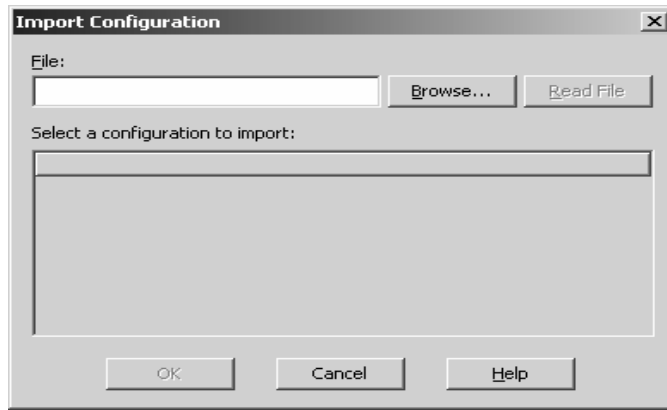 Import Configuration
File:
Browse... Read File
Select a configuration to import:
OK Cancel Help